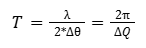 T = λ / 2*Δθ = 2π / ΔQ